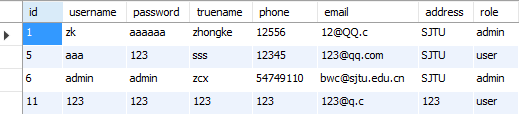 id username password truename phone email address role
1 zk aaaaaa zhongke 12556 12@QQ.c SJTU admin
5 aaa 123 sss 12345 123@qq.com SJTU user
6 admin admin zcx 54749110 bwc@sjtu.edu.cn SJTU admin
11 123 123 123 123 123@q.c 123 user